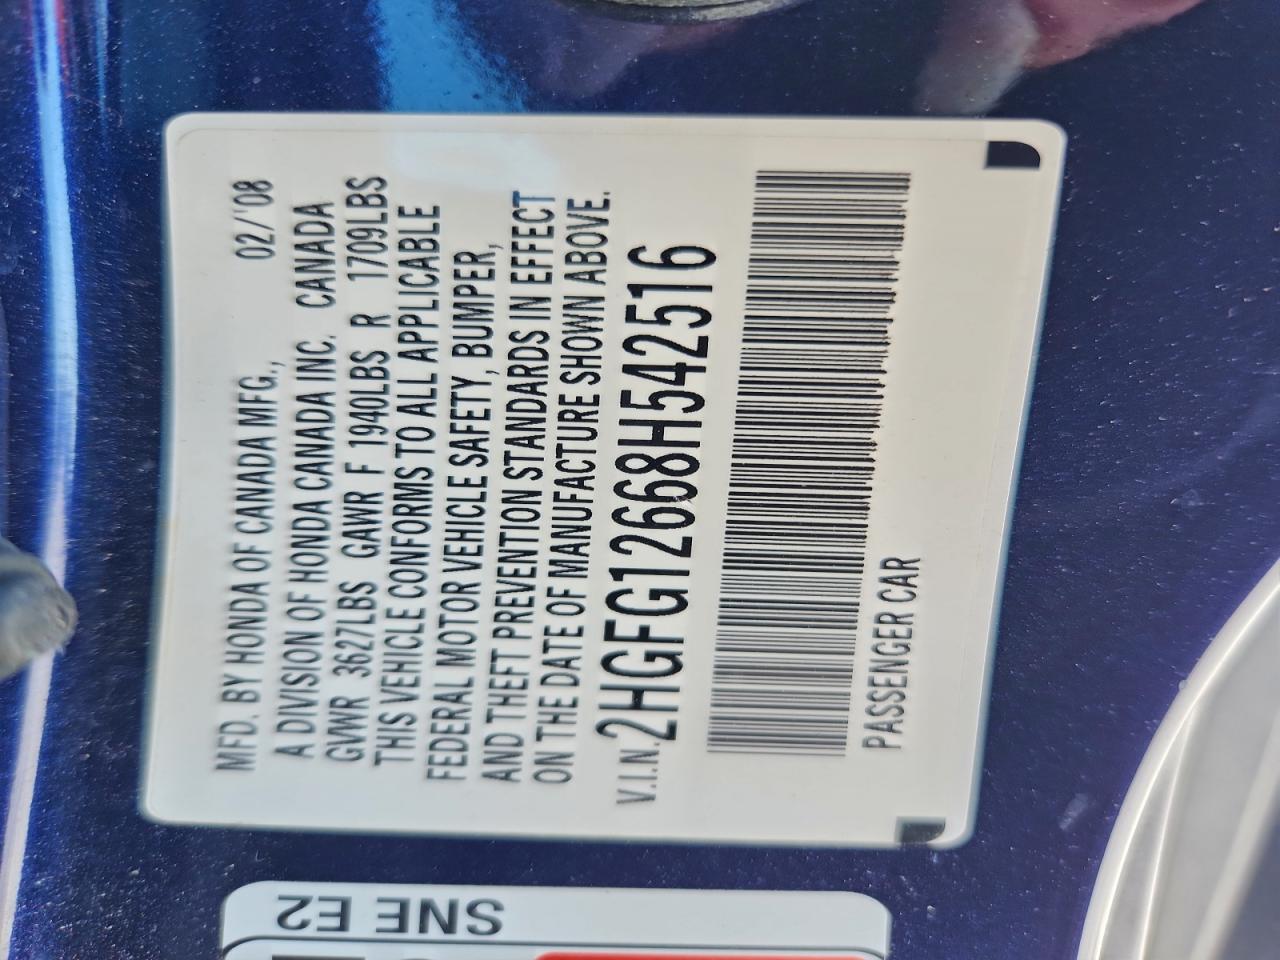 MFD. BY HONDA OF CANADA MFG., 02/'08
A DIVISION OF HONDA CANADA INC. CANADA
GVWR 3627LBS GAWR F 1940LBS R 1709LBS
THIS VEHICLE CONFORMS TO ALL APPLICABLE
FEDERAL MOTOR VEHICLE SAFETY, BUMPER,
AND THEFT PREVENTION STANDARDS IN EFFECT
ON THE DATE OF MANUFACTURE SHOWN ABOVE.
V.I.N. 2HGFG12668H542516
PASSENGER CAR
SNE E2